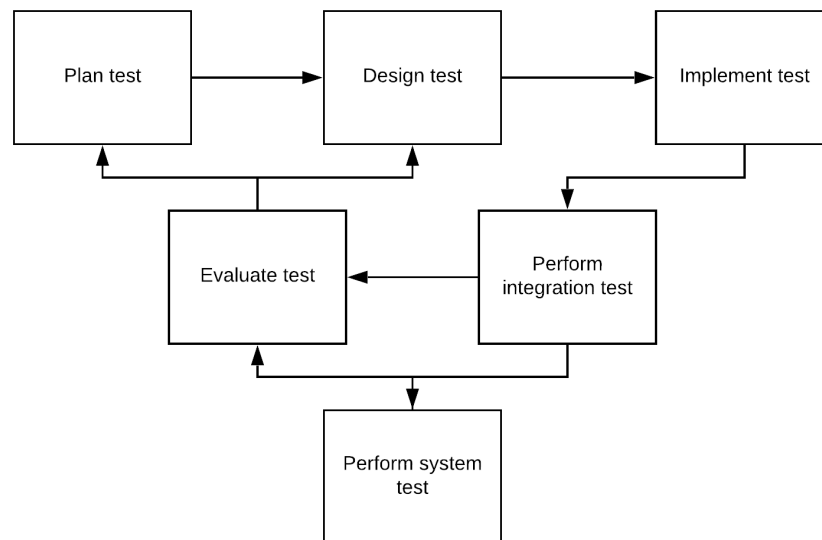 Plan test
Design test
Implement test
Evaluate test
Perform
integration test
Perform system
test